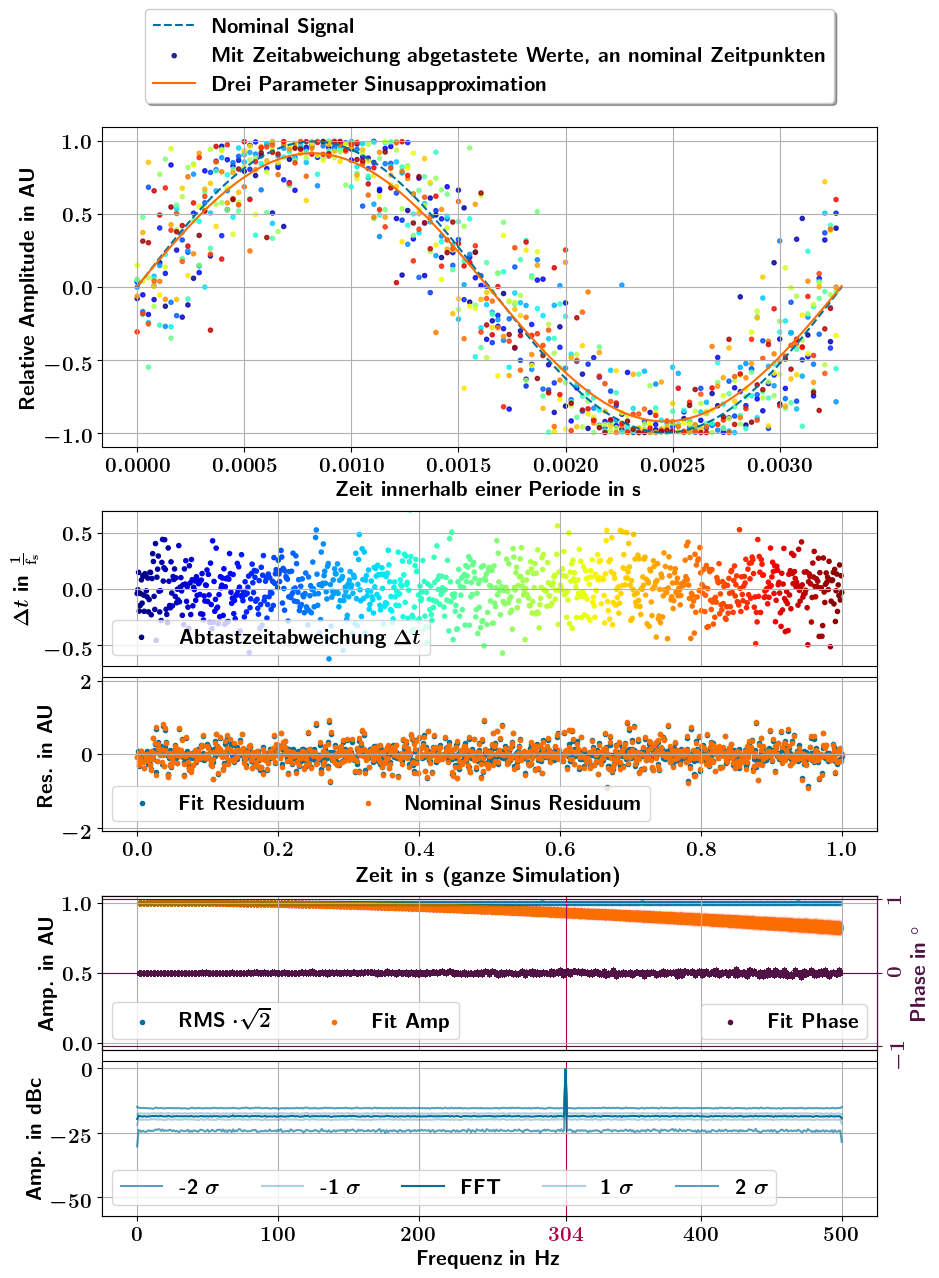 Nominal Signal
Mit Zeitabweichung abgetastete Werte, an nominal Zeitpunkten
Drei Parameter Sinusapproximation
Relative Amplitude in AU
1.0
0.5
0.0
−0.5
−1.0
0.0000 0.0005 0.0010 0.0015 0.0020 0.0025 0.0030
Zeit innerhalb einer Periode in s
Δt in 1/fs
0.5
0.0
−0.5
Abtastzeitabweichung Δt
Res. in AU
2
0
−2
Fit Residuum Nominal Sinus Residuum
0.0 0.2 0.4 0.6 0.8 1.0
Zeit in s (ganze Simulation)
Amp. in AU
1.0
0.5
0.0
RMS ·√2 Fit Amp Fit Phase
1
0
−1
Phase in °
Amp. in dBc
0
−25
−50
-2 σ -1 σ FFT 1 σ 2 σ
0 100 200 304 400 500
Frequenz in Hz